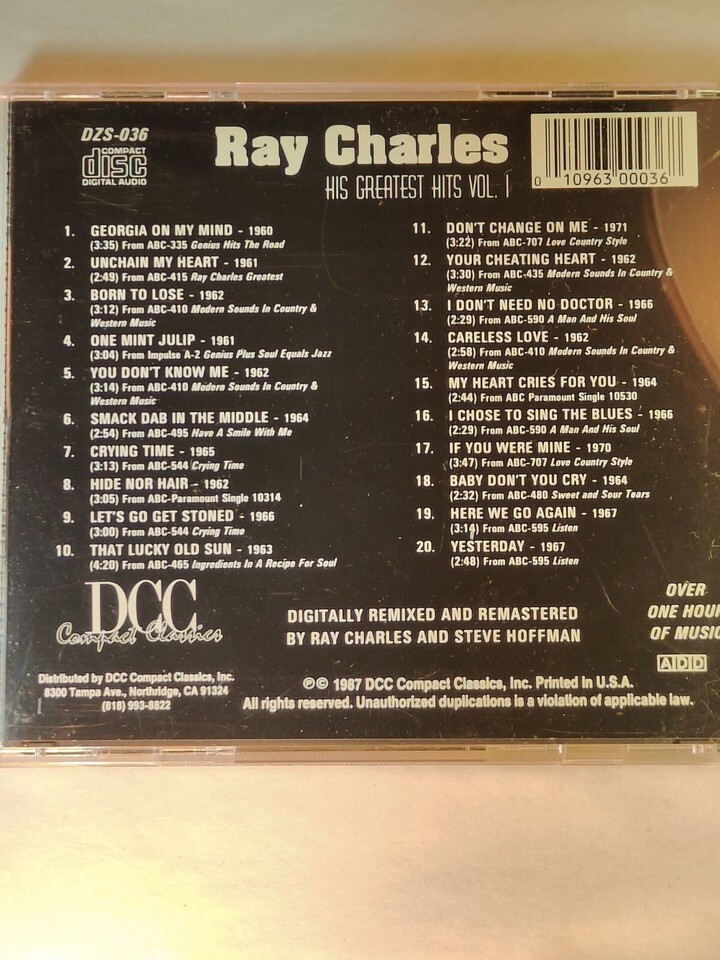 DZS-036
COMPACT
disc
DIGITAL AUDIO
Ray Charles
HIS GREATEST HITS VOL. 1
0 10963 00036
1. GEORGIA ON MY MIND - 1960
(3:35) From ABC-335 Genius Hits The Road
2. UNCHAIN MY HEART - 1961
(2:49) From ABC-415 Ray Charles Greatest
3. BORN TO LOSE - 1962
(3:12) From ABC-410 Modern Sounds In Country &
Western Music
4. ONE MINT JULIP - 1961
(3:04) From Impulse A-2 Genius Plus Soul Equals Jazz
5. YOU DON'T KNOW ME - 1962
(3:14) From ABC-410 Modern Sounds In Country &
Western Music
6. SMACK DAB IN THE MIDDLE - 1964
(2:54) From ABC-495 Have A Smile With Me
7. CRYING TIME - 1965
(3:13) From ABC-544 Crying Time
8. HIDE NOR HAIR - 1962
(3:05) From ABC-Paramount Single 10314
9. LET'S GO GET STONED - 1966
(3:00) From ABC-544 Crying Time
10. THAT LUCKY OLD SUN - 1963
(4:20) From ABC-465 Ingredients In A Recipe For Soul
11. DON'T CHANGE ON ME - 1971
(3:22) From ABC-707 Love Country Style
12. YOUR CHEATING HEART - 1962
(3:30) From ABC-435 Modern Sounds In Country &
Western Music
13. I DON'T NEED NO DOCTOR - 1966
(2:29) From ABC-590 A Man And His Soul
14. CARELESS LOVE - 1962
(2:58) From ABC-410 Modern Sounds In Country &
Western Music
15. MY HEART CRIES FOR YOU - 1964
(2:44) From ABC Paramount Single 10530
16. I CHOSE TO SING THE BLUES - 1966
(2:29) From ABC-590 A Man And His Soul
17. IF YOU WERE MINE - 1970
(3:47) From ABC-707 Love Country Style
18. BABY DON'T YOU CRY - 1964
(2:32) From ABC-480 Sweet and Sour Tears
19. HERE WE GO AGAIN - 1967
(3:14) From ABC-595 Listen
20. YESTERDAY - 1967
(2:48) From ABC-595 Listen
DCC
Compact Classics
DIGITALLY REMIXED AND REMASTERED
BY RAY CHARLES AND STEVE HOFFMAN
OVER
ONE HOUR
OF MUSIC
ADD
Distributed by DCC Compact Classics, Inc.
8300 Tampa Ave., Northridge, CA 91324
(818) 993-8822
℗© 1987 DCC Compact Classics, Inc. Printed in U.S.A.
All rights reserved. Unauthorized duplications is a violation of applicable law.